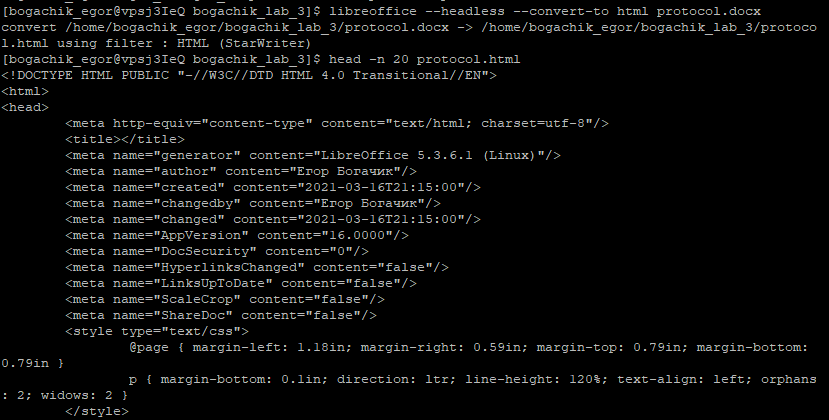 [bogachik_egor@vpsj3IeQ bogachik_lab_3]$ libreoffice --headless --convert-to html protocol.docx
convert /home/bogachik_egor/bogachik_lab_3/protocol.docx -> /home/bogachik_egor/bogachik_lab_3/protoco
l.html using filter : HTML (StarWriter)
[bogachik_egor@vpsj3IeQ bogachik_lab_3]$ head -n 20 protocol.html
<!DOCTYPE HTML PUBLIC "-//W3C//DTD HTML 4.0 Transitional//EN">
<html>
<head>
        <meta http-equiv="content-type" content="text/html; charset=utf-8"/>
        <title></title>
        <meta name="generator" content="LibreOffice 5.3.6.1 (Linux)"/>
        <meta name="author" content="Егор Богачик"/>
        <meta name="created" content="2021-03-16T21:15:00"/>
        <meta name="changedby" content="Егор Богачик"/>
        <meta name="changed" content="2021-03-16T21:15:00"/>
        <meta name="AppVersion" content="16.0000"/>
        <meta name="DocSecurity" content="0"/>
        <meta name="HyperlinksChanged" content="false"/>
        <meta name="LinksUpToDate" content="false"/>
        <meta name="ScaleCrop" content="false"/>
        <meta name="ShareDoc" content="false"/>
        <style type="text/css">
                @page { margin-left: 1.18in; margin-right: 0.59in; margin-top: 0.79in; margin-bottom:
0.79in }
                p { margin-bottom: 0.1in; direction: ltr; line-height: 120%; text-align: left; orphans
: 2; widows: 2 }
        </style>